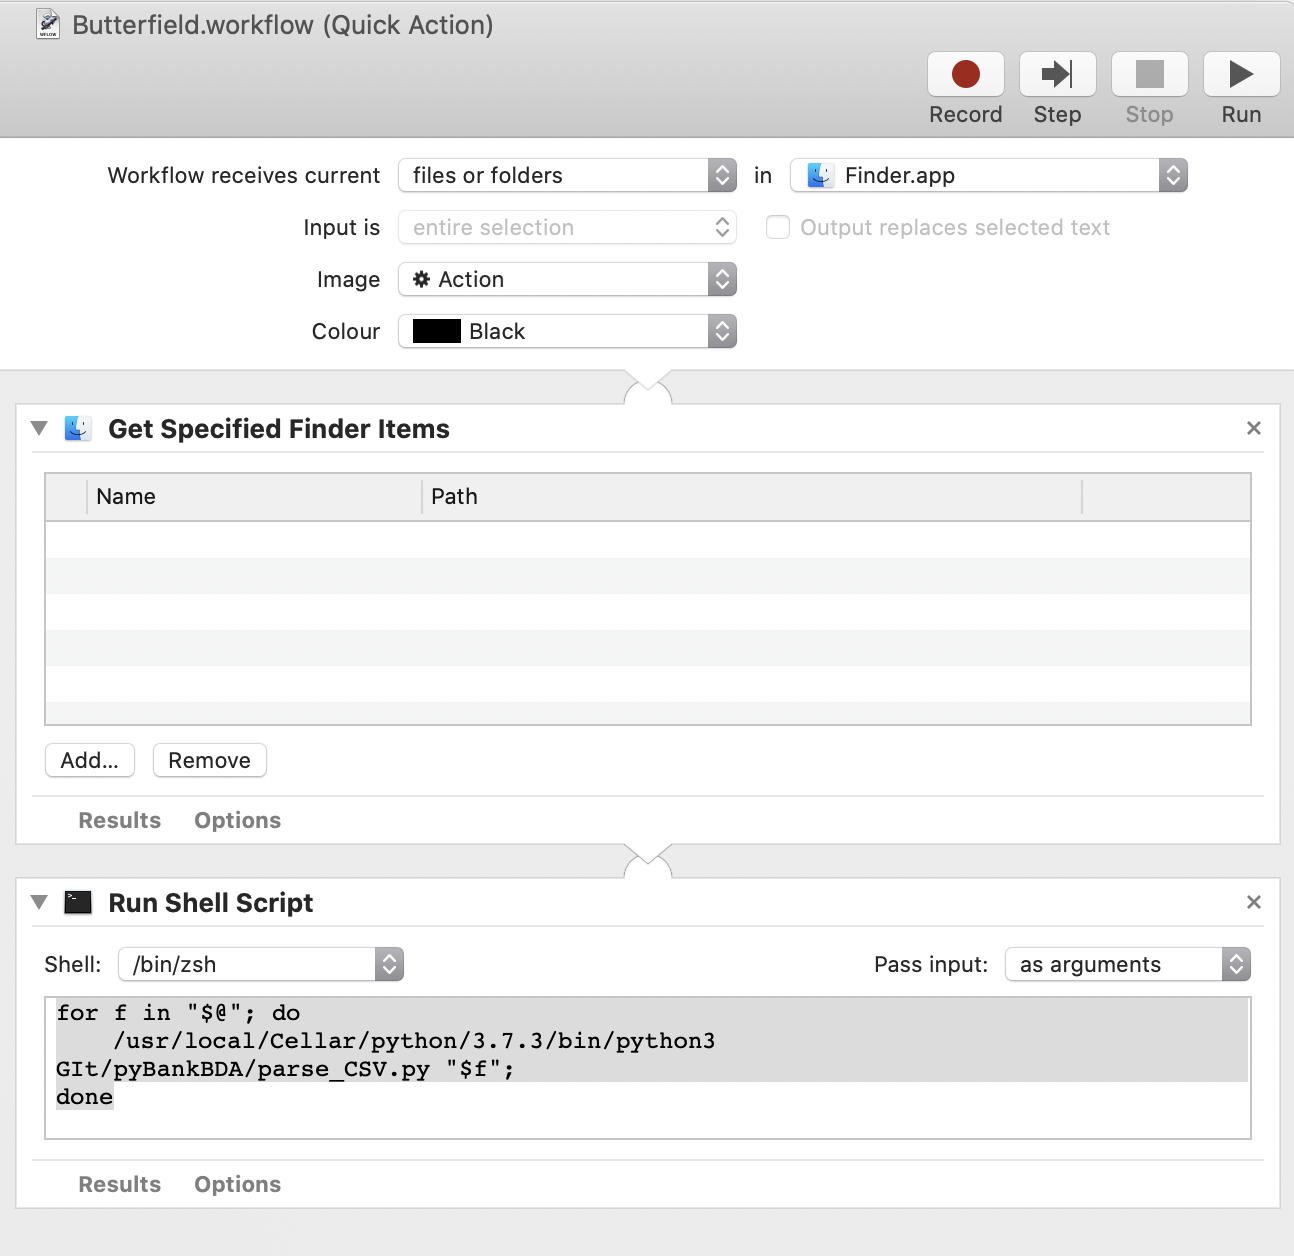 Butterfield.workflow (Quick Action)
Record Step Stop Run
Workflow receives current files or folders in Finder.app
Input is entire selection Output replaces selected text
Image Action
Colour Black
Get Specified Finder Items
Name Path
Add... Remove
Results Options
Run Shell Script
Shell: /bin/zsh Pass input: as arguments
for f in "$@"; do
/usr/local/Cellar/python/3.7.3/bin/python3
GIt/pyBankBDA/parse_CSV.py "$f";
done
Results Options